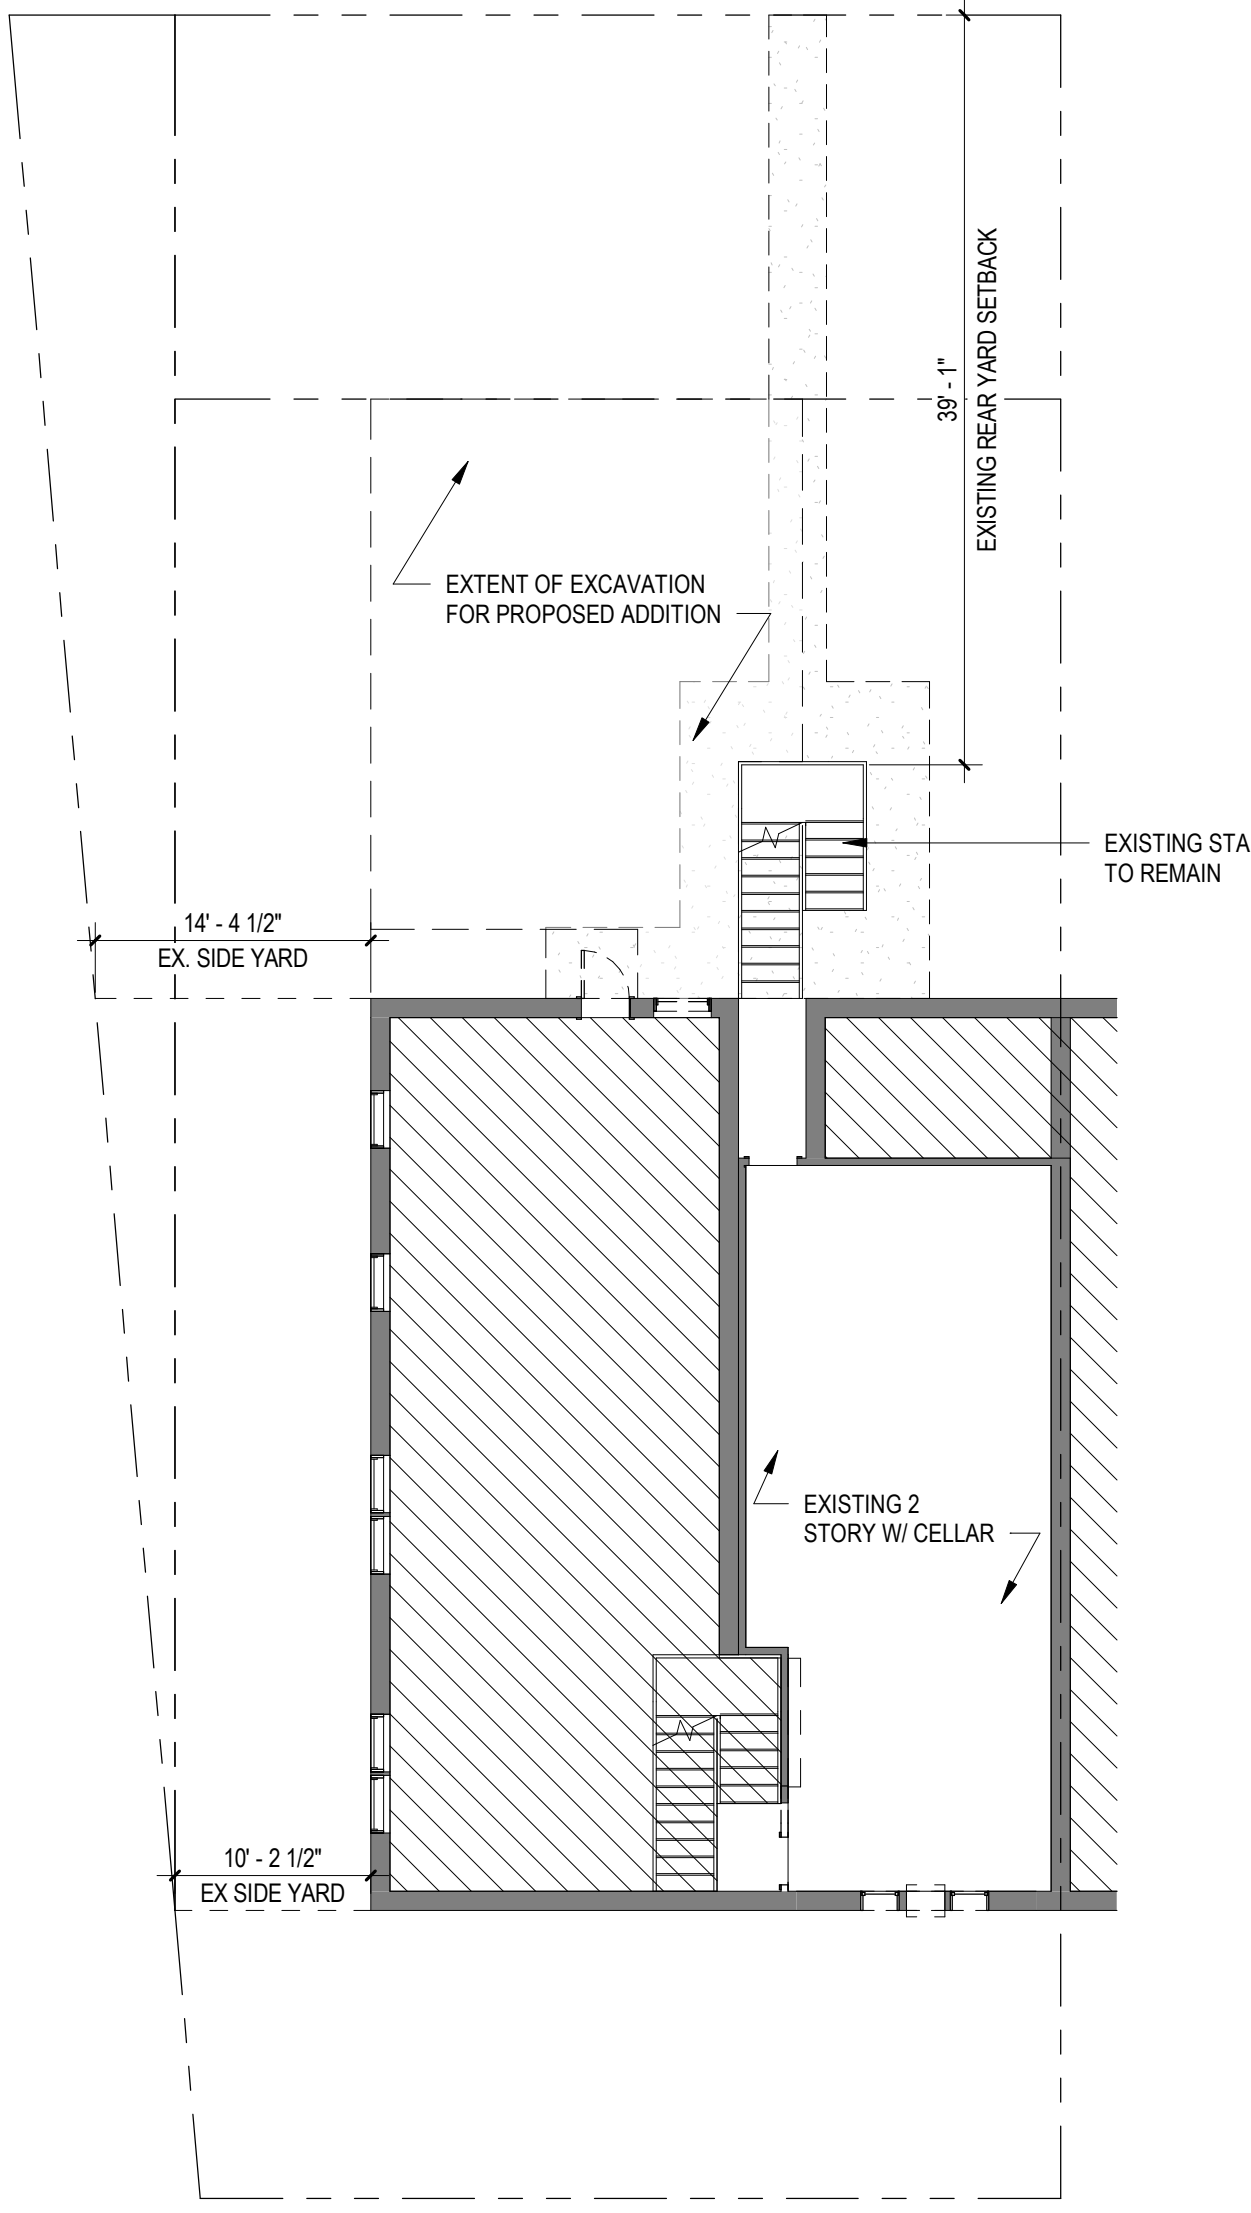 39' - 1"
EXISTING REAR YARD SETBACK
EXTENT OF EXCAVATION
FOR PROPOSED ADDITION
EXISTING STA
TO REMAIN
14' - 4 1/2"
EX. SIDE YARD
EXISTING 2
STORY W/ CELLAR
10' - 2 1/2"
EX SIDE YARD